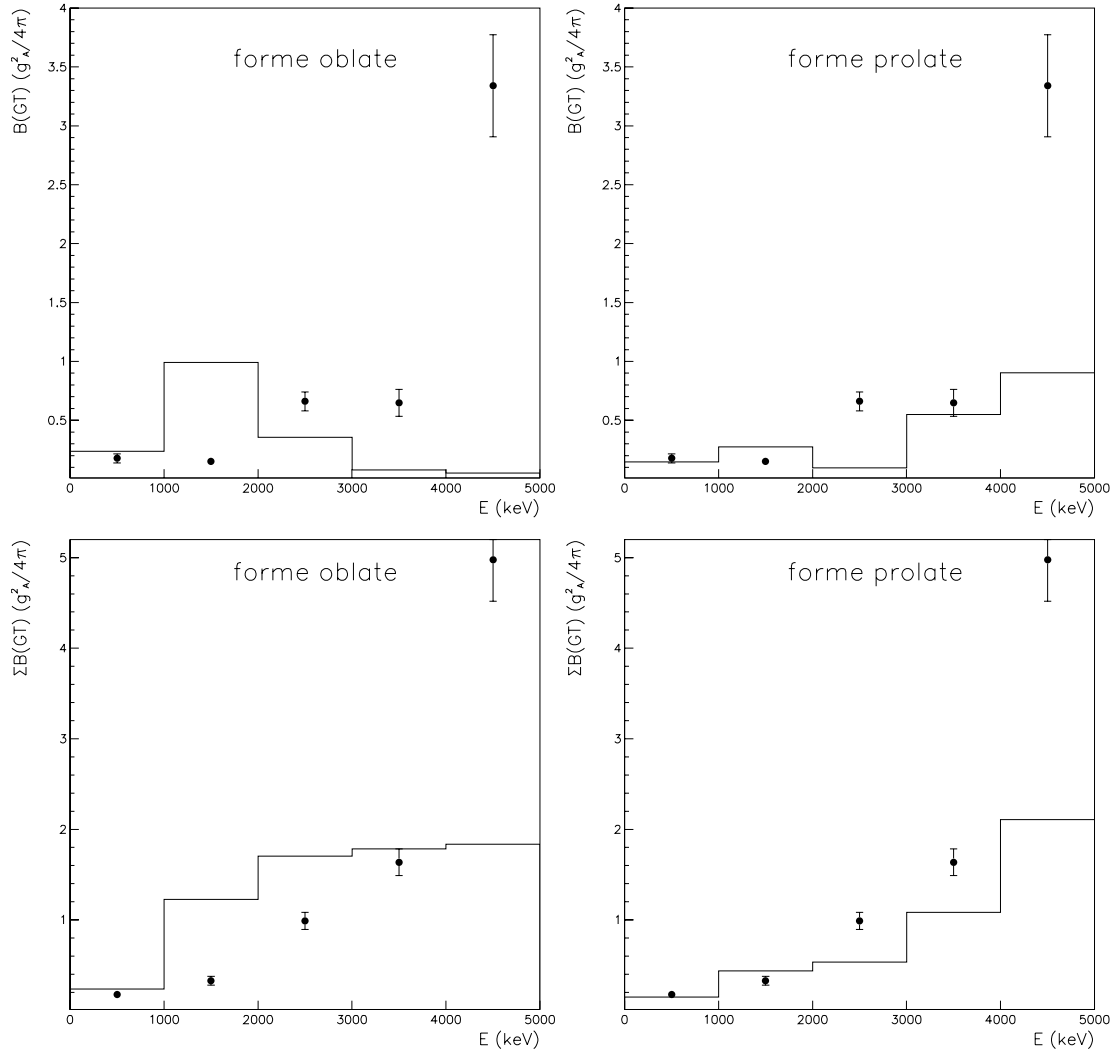 forme oblate
B(GT) (g²A/4π)
4
3.5
3
2.5
2
1.5
1
0.5
0 1000 2000 3000 4000 5000
E (keV)
forme prolate
B(GT) (g²A/4π)
4
3.5
3
2.5
2
1.5
1
0.5
0 1000 2000 3000 4000 5000
E (keV)
forme oblate
ΣB(GT) (g²A/4π)
5
4
3
2
1
0 1000 2000 3000 4000 5000
E (keV)
forme prolate
ΣB(GT) (g²A/4π)
5
4
3
2
1
0 1000 2000 3000 4000 5000
E (keV)